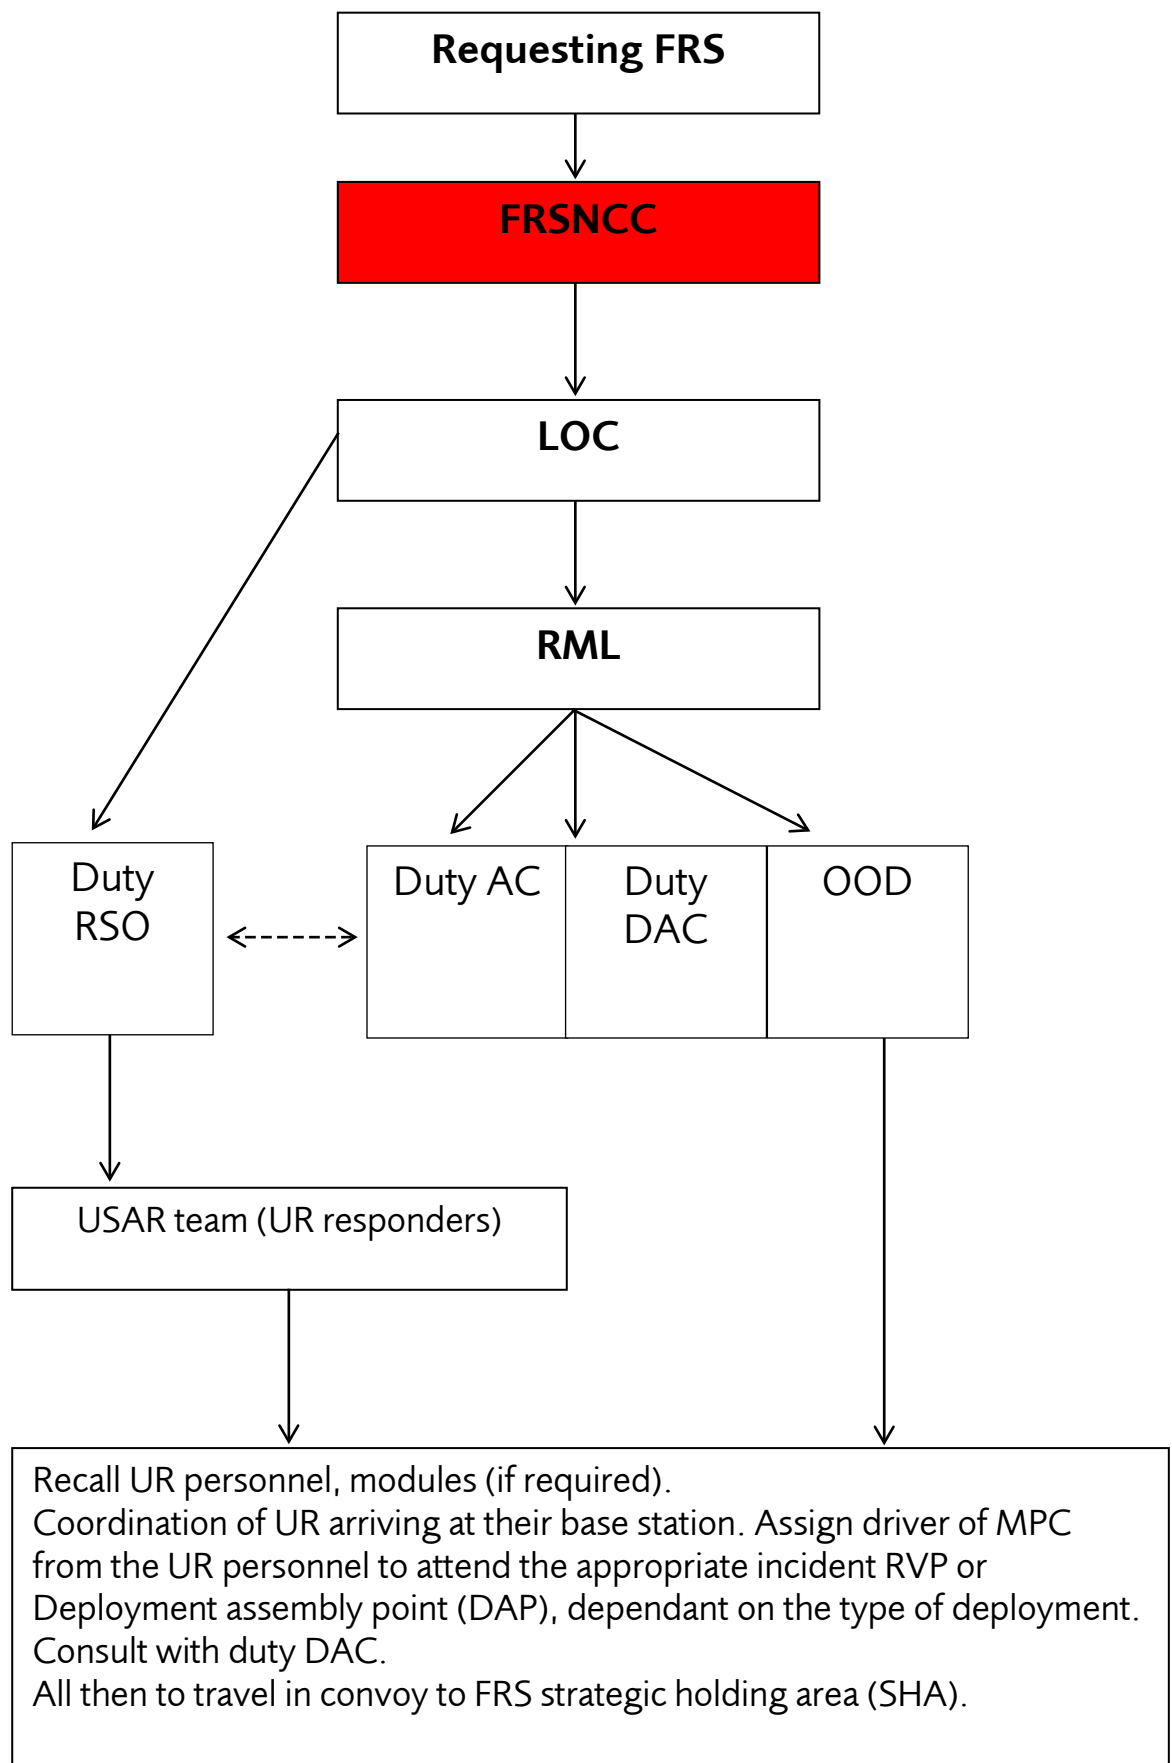 Requesting FRS
FRSNCC
LOC
RML
Duty
RSO
Duty AC
Duty
DAC
OOD
USAR team (UR responders)
Recall UR personnel, modules (if required).
Coordination of UR arriving at their base station. Assign driver of MPC
from the UR personnel to attend the appropriate incident RVP or
Deployment assembly point (DAP), dependant on the type of deployment.
Consult with duty DAC.
All then to travel in convoy to FRS strategic holding area (SHA).